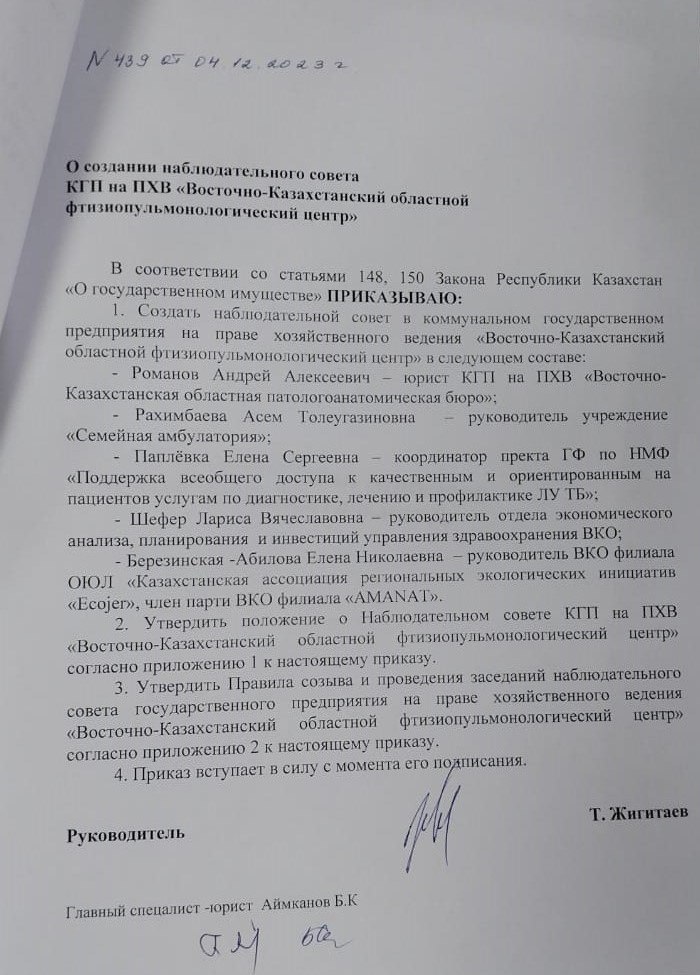 N 439 от 04.12.2023 г
О создании наблюдательного совета
КГП на ПХВ «Восточно-Казахстанский областной
фтизиопульмонологический центр»
В соответствии со статьями 148, 150 Закона Республики Казахстан
«О государственном имуществе» ПРИКАЗЫВАЮ:
1. Создать наблюдательной совет в коммунальном государственном
предприятия на праве хозяйственного ведения «Восточно-Казахстанский
областной фтизиопульмонологический центр» в следующем составе:
- Романов Андрей Алексеевич – юрист КГП на ПХВ «Восточно-
Казахстанская областная патологоанатомическая бюро»;
- Рахимбаева Асем Толеугазиновна – руководитель учреждение
«Семейная амбулатория»;
- Паплёвка Елена Сергеевна – координатор пректа ГФ по НМФ
«Поддержка всеобщего доступа к качественным и ориентированным на
пациентов услугам по диагностике, лечению и профилактике ЛУ ТБ»;
- Шефер Лариса Вячеславовна – руководитель отдела экономического
анализа, планирования и инвестиций управления здравоохранения ВКО;
- Березинская -Абилова Елена Николаевна – руководитель ВКО филиала
ОЮЛ «Казахстанская ассоциация региональных экологических инициатив
«Ecojer», член парти ВКО филиала «AMANAT».
2. Утвердить положение о Наблюдательном совете КГП на ПХВ
«Восточно-Казахстанский областной фтизиопульмонологический центр»
согласно приложению 1 к настоящему приказу.
3. Утвердить Правила созыва и проведения заседаний наблюдательного
совета государственного предприятия на праве хозяйственного ведения
«Восточно-Казахстанский областной фтизиопульмонологический центр»
согласно приложению 2 к настоящему приказу.
4. Приказ вступает в силу с момента его подписания.
Руководитель Т. Жигитаев
Главный спецалист -юрист Аймканов Б.К